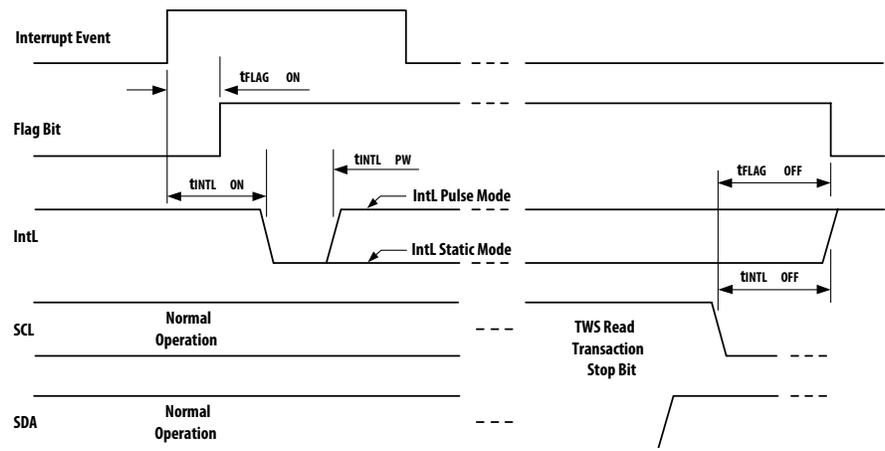 Interrupt Event
tFLAG ON
Flag Bit
tINTL PW
tFLAG OFF
tINTL ON
IntL Pulse Mode
IntL
IntL Static Mode
tINTL OFF
Normal
Operation
SCL
TWS Read
Transaction
Stop Bit
Normal
Operation
SDA